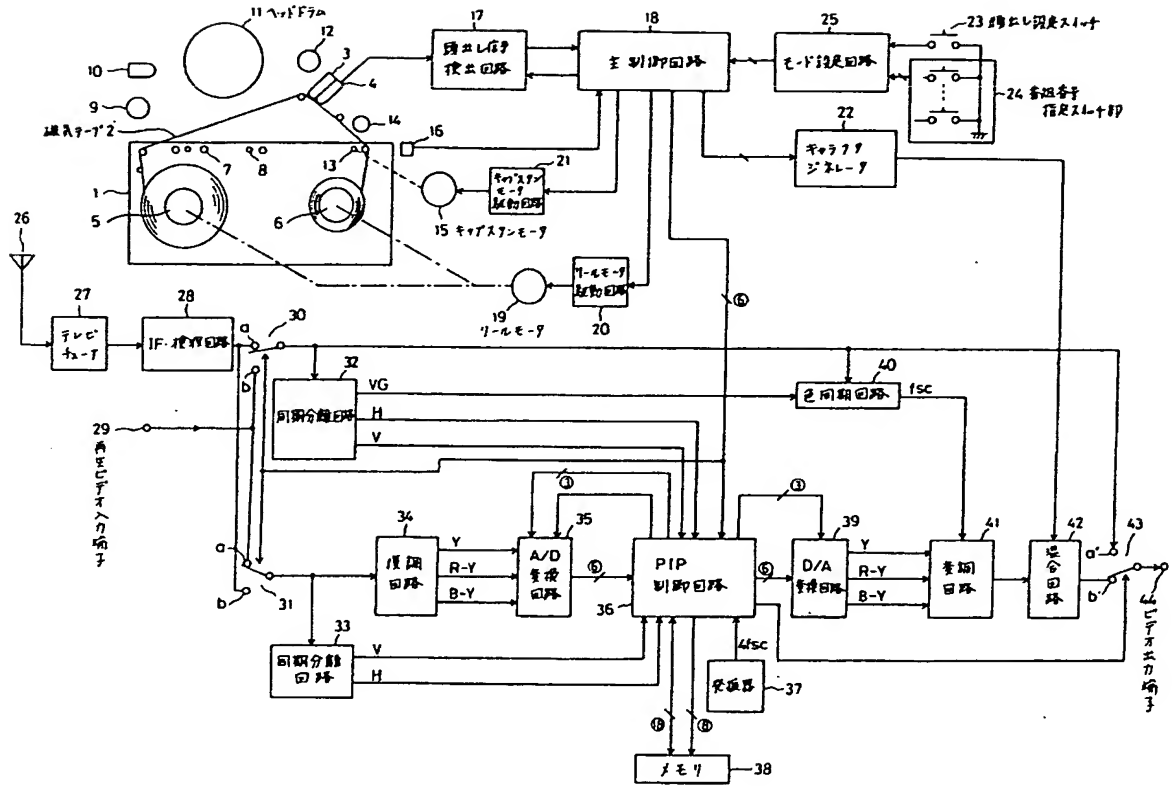 11 ヘッドドラム
12
3
4
10
9
磁気テープ2
14
16
7
8
13
1
5
6
15 キャプスタンモータ
17
頭出し信号
検出回路
18
主制御回路
25
モード設定回路
23 頭出し設定スイッチ
24 番組番号
指定スイッチ部
22
キャラクタ
ジェネレータ
21
キャプスタン
モータ
駆動回路
19
リールモータ
リールモータ
駆動回路
20
⑥
26
27
テレビ
チューナ
28
IF・検波回路
a
30
b
29
再生ビデオ入力端子
32
同期分離回路
VG
H
V
40
色同期回路
fsc
a
b
31
33
同期分離
回路
V
H
34
復調
回路
Y
R-Y
B-Y
③
35
A/D
変換
回路
⑥
PIP
制御回路
36
③
⑥
39
D/A
変換回路
Y
R-Y
B-Y
41
変調
回路
42
混合
回路
a'
b'
43
44 ビデオ出力端子
4fsc
発振器
37
⑱
⑧
メモリ
38